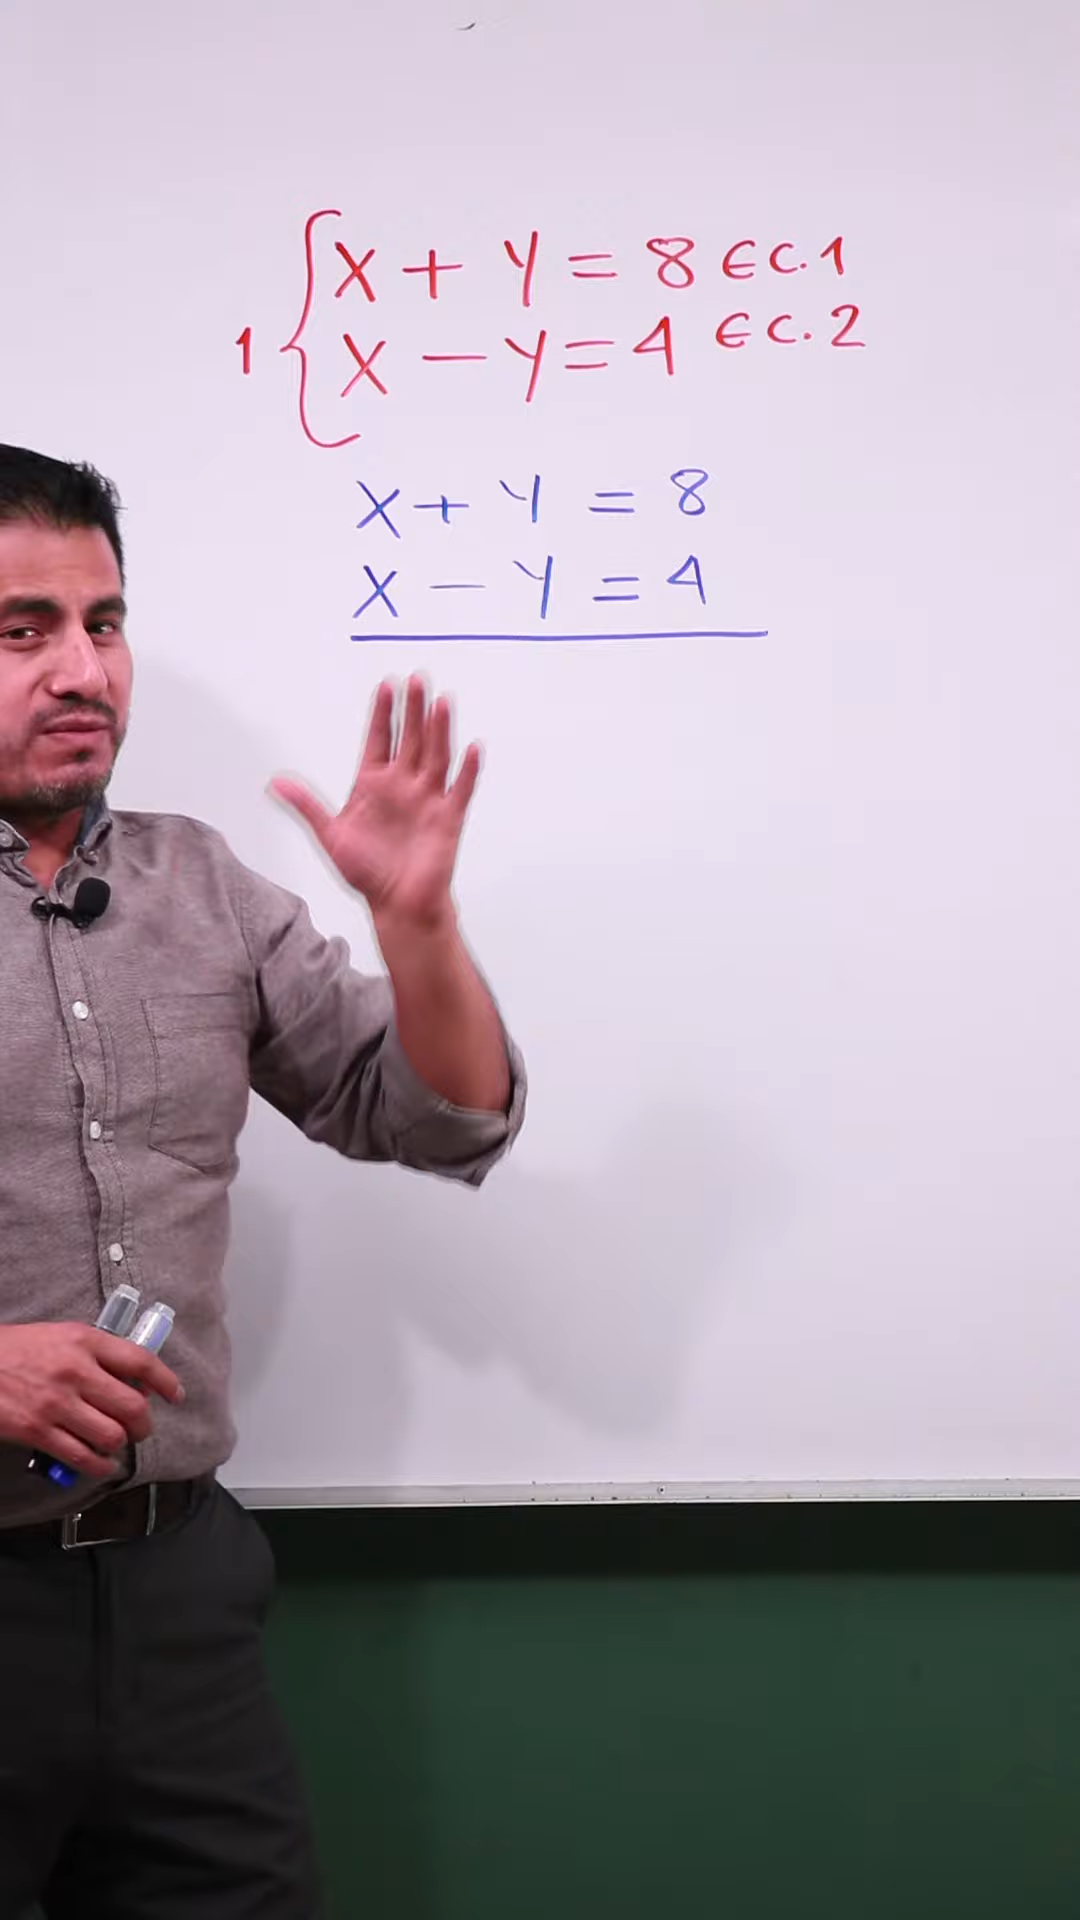 x + y = 8 EC.1
1
x - y = 4 EC.2
x + y = 8
x - y = 4